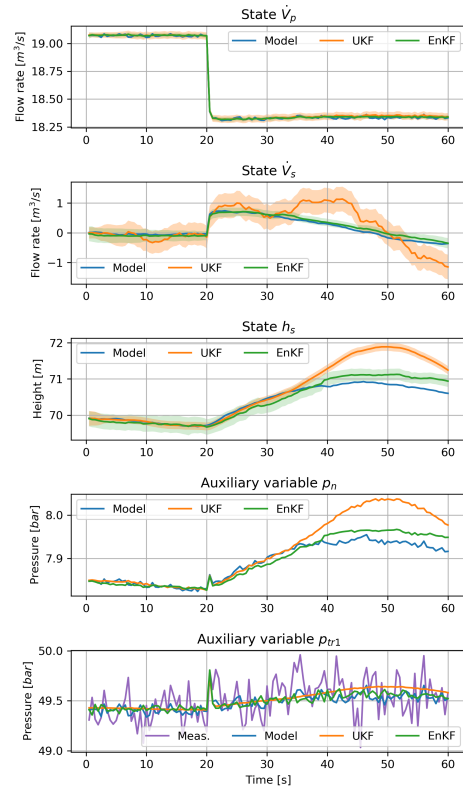 State V̇p
Flow rate [m³/s]
19.00
18.75
18.50
18.25
Model UKF EnKF
0 10 20 30 40 50 60
State V̇s
Flow rate [m³/s]
1
0
−1
Model UKF EnKF
0 10 20 30 40 50 60
State hs
Height [m]
72
71
70
Model UKF EnKF
0 10 20 30 40 50 60
Auxiliary variable pn
Pressure [bar]
8.0
7.9
Model UKF EnKF
0 10 20 30 40 50 60
Auxiliary variable ptr1
Pressure [bar]
50.0
49.5
49.0
Meas. Model UKF EnKF
0 10 20 30 40 50 60
Time [s]